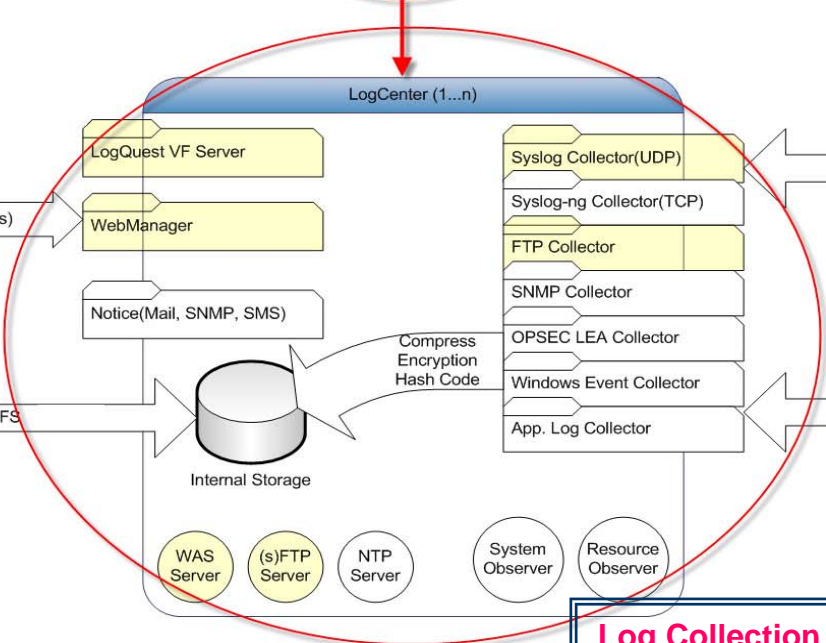 LogCenter (1...n)
LogQuest VF Server
s)
WebManager
Notice(Mail, SNMP, SMS)
FS
Internal Storage
Compress
Encryption
Hash Code
Syslog Collector(UDP)
Syslog-ng Collector(TCP)
FTP Collector
SNMP Collector
OPSEC LEA Collector
Windows Event Collector
App. Log Collector
WAS
Server
(s)FTP
Server
NTP
Server
System
Observer
Resource
Observer
Log Collection